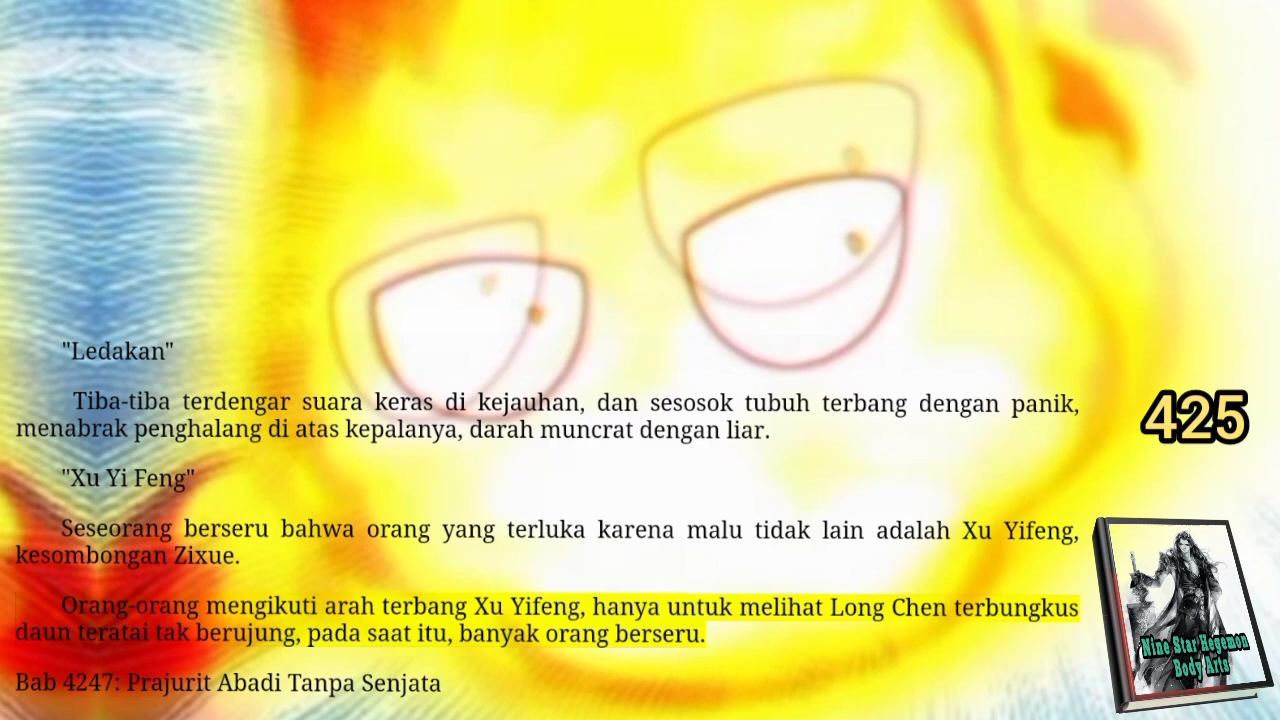 "Ledakan"
Tiba-tiba terdengar suara keras di kejauhan, dan sesosok tubuh terbang dengan panik,
menabrak penghalang di atas kepalanya, darah muncrat dengan liar.
"Xu Yi Feng"
Seseorang berseru bahwa orang yang terluka karena malu tidak lain adalah Xu Yifeng,
kesombongan Zixue.
Orang-orang mengikuti arah terbang Xu Yifeng, hanya untuk melihat Long Chen terbungkus
daun teratai tak berujung, pada saat itu, banyak orang berseru.
Bab 4247: Prajurit Abadi Tanpa Senjata
425
Nine Star Hegemon
Body Arts